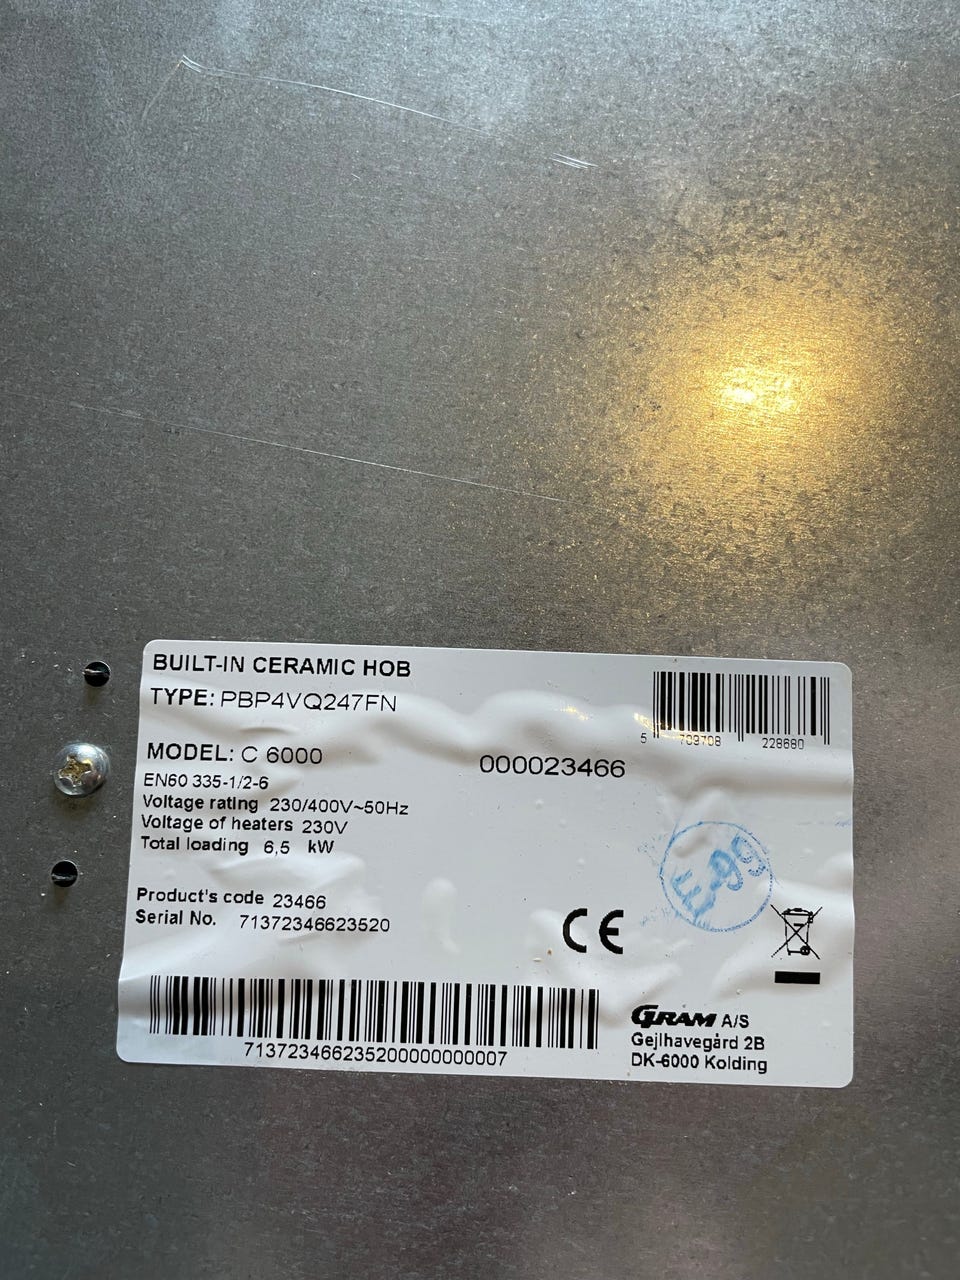 BUILT-IN CERAMIC HOB
TYPE: PBP4VQ247FN
5 709708 228680
MODEL: C 6000
000023466
EN60 335-1/2-6
Voltage rating 230/400V~50Hz
Voltage of heaters 230V
Total loading 6,5 kW
Product's code 23466
Serial No. 71372346623520
CE
7137234662352000000000007
GRAM A/S
Gejlhavegård 2B
DK-6000 Kolding